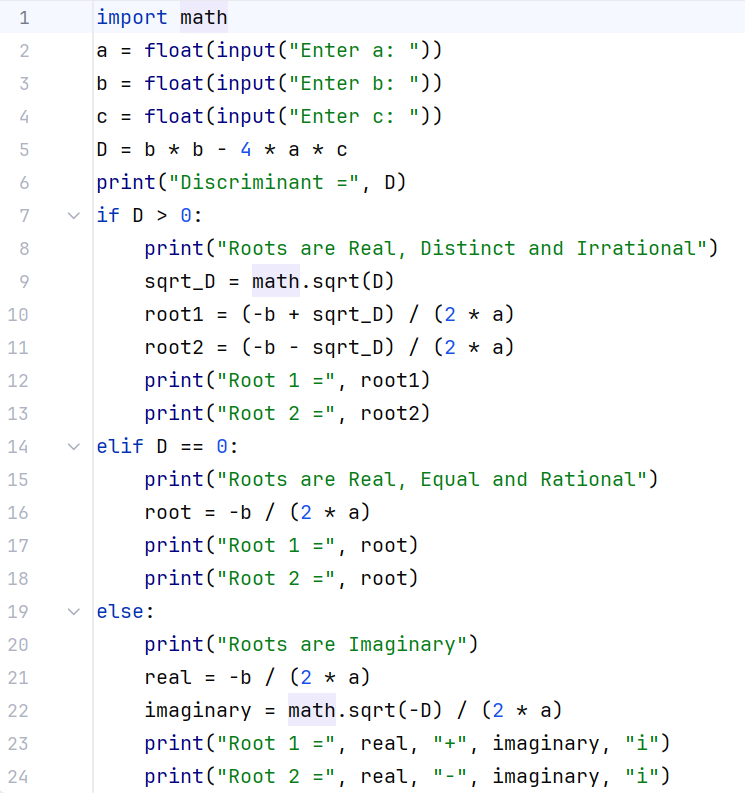 1 import math
2 a = float(input("Enter a: "))
3 b = float(input("Enter b: "))
4 c = float(input("Enter c: "))
5 D = b * b - 4 * a * c
6 print("Discriminant =", D)
7 if D > 0:
8     print("Roots are Real, Distinct and Irrational")
9     sqrt_D = math.sqrt(D)
10     root1 = (-b + sqrt_D) / (2 * a)
11     root2 = (-b - sqrt_D) / (2 * a)
12     print("Root 1 =", root1)
13     print("Root 2 =", root2)
14 elif D == 0:
15     print("Roots are Real, Equal and Rational")
16     root = -b / (2 * a)
17     print("Root 1 =", root)
18     print("Root 2 =", root)
19 else:
20     print("Roots are Imaginary")
21     real = -b / (2 * a)
22     imaginary = math.sqrt(-D) / (2 * a)
23     print("Root 1 =", real, "+", imaginary, "i")
24     print("Root 2 =", real, "-", imaginary, "i")